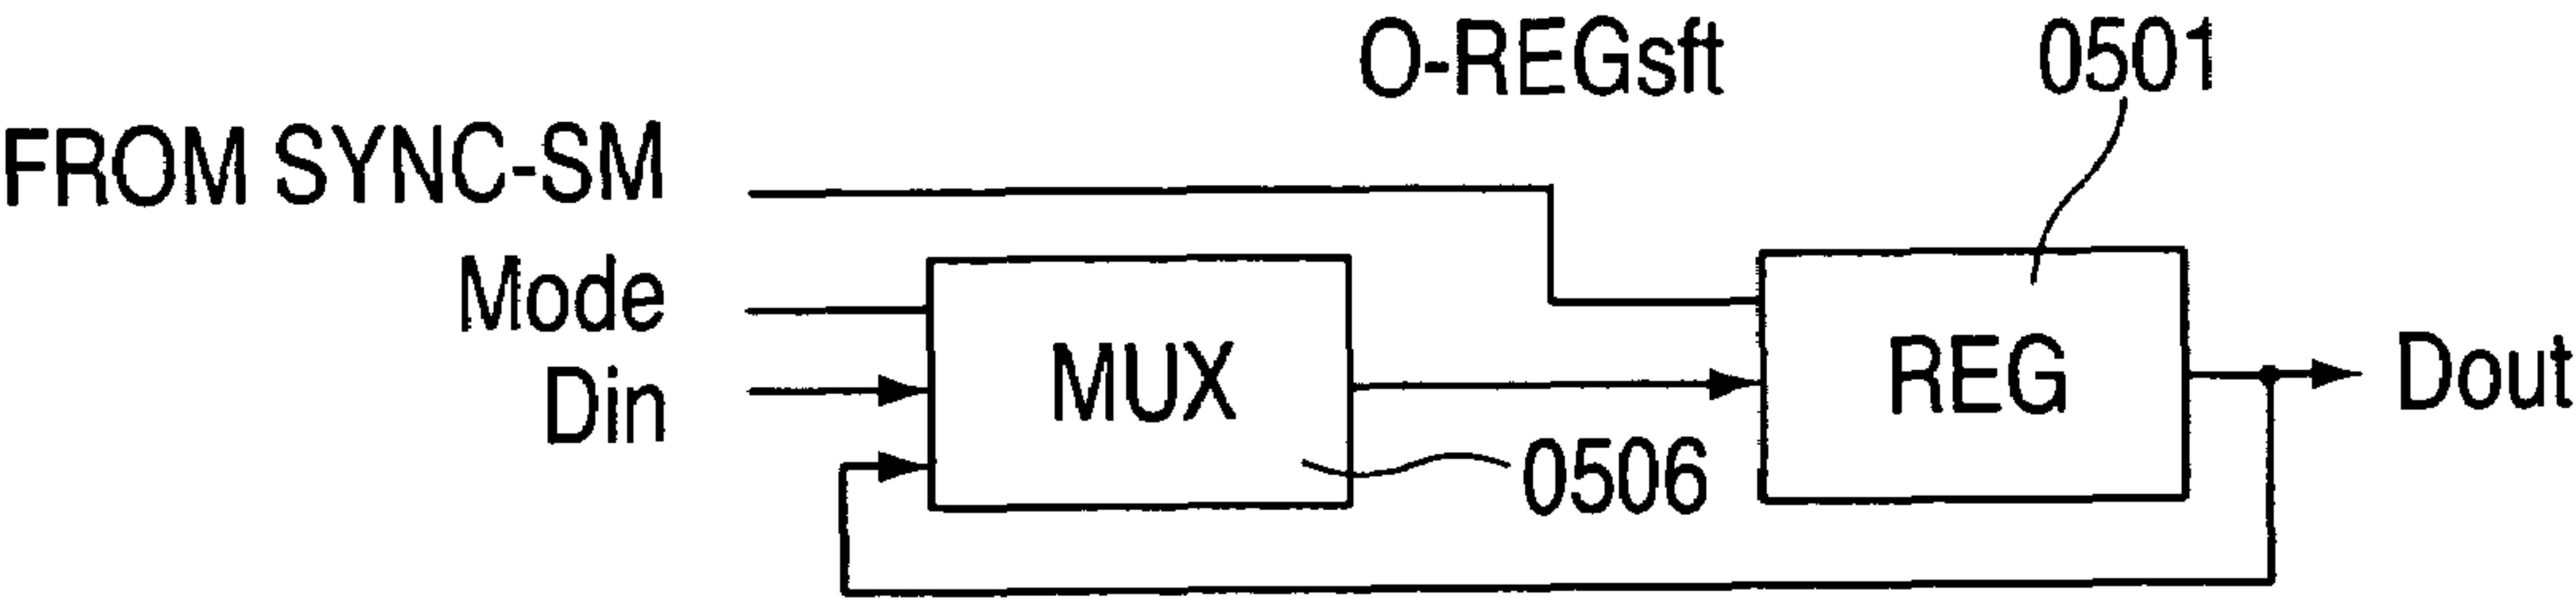 O-REGsft
0501
FROM SYNC-SM
Mode
Din
MUX
REG
Dout
0506